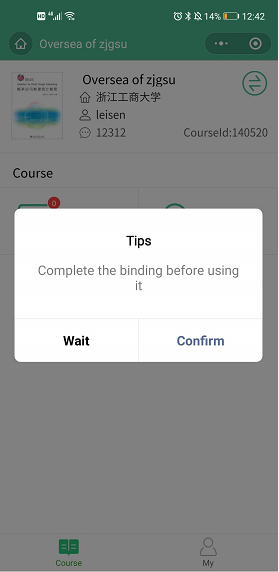 HD 14% 12:42
Oversea of zjgsu
Oversea of zjgsu
浙江工商大学
leisen
12312 CourseId:140520
Course
0
Tips
Complete the binding before using
it
Wait Confirm
Course My